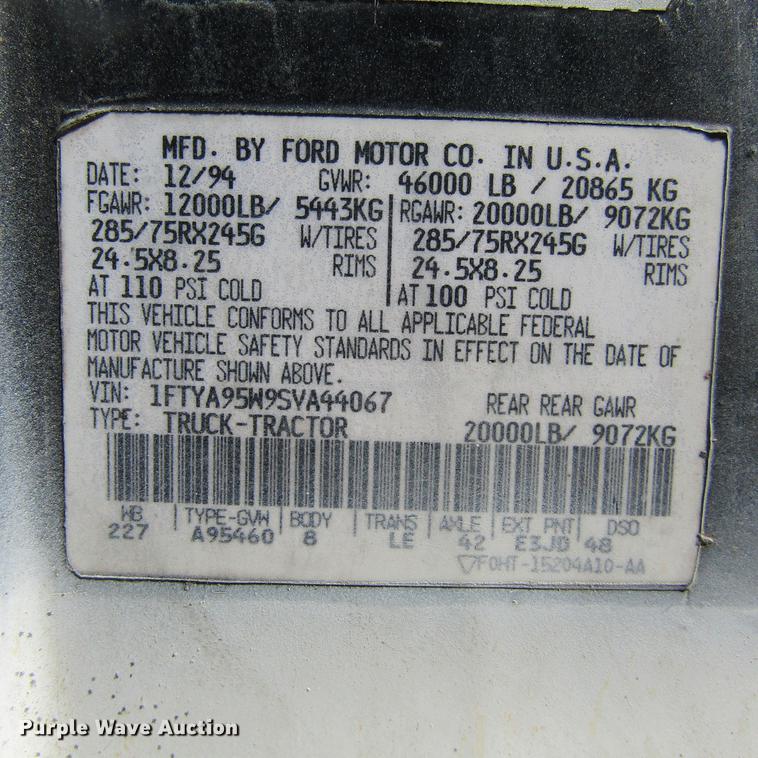 MFD. BY FORD MOTOR CO. IN U.S.A.
DATE: 12/94 GVWR: 46000 LB / 20865 KG
FGAWR: 12000LB/ 5443KG RGAWR: 20000LB/ 9072KG
285/75RX245G W/TIRES 285/75RX245G W/TIRES
24.5X8.25 RIMS 24.5X8.25 RIMS
AT 110 PSI COLD AT 100 PSI COLD
THIS VEHICLE CONFORMS TO ALL APPLICABLE FEDERAL
MOTOR VEHICLE SAFETY STANDARDS IN EFFECT ON THE DATE OF
MANUFACTURE SHOWN ABOVE.
VIN: 1FTYA95W9SVA44067 REAR REAR GAWR
TYPE: TRUCK-TRACTOR 20000LB/ 9072KG
WB TYPE-GVW BODY TRANS AXLE EXT PNT DSO
227 A95460 8 LE 42 E3JD 48
F0HT-15204A10-AA
Purple Wave Auction